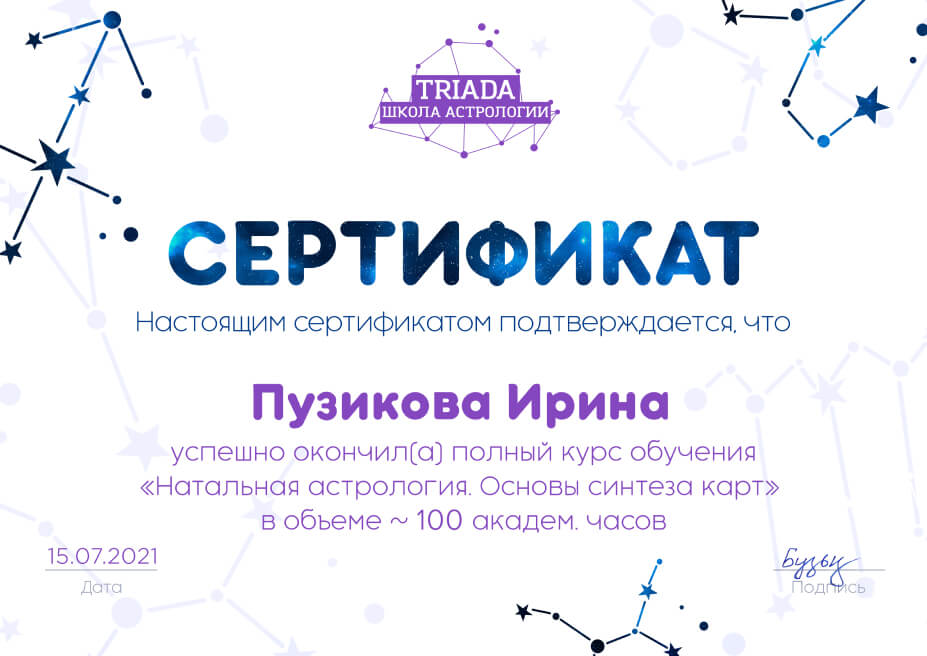 TRIADA
ШКОЛА АСТРОЛОГИИ
СЕРТИФИКАТ
Настоящим сертификатом подтверждается, что
Пузикова Ирина
успешно окончил(а) полный курс обучения
«Натальная астрология. Основы синтеза карт»
в объеме ~ 100 академ. часов
15.07.2021
Дата
Подпись